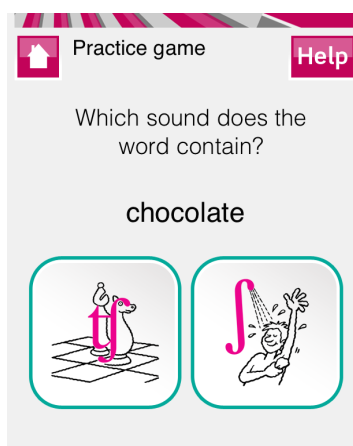 Practice game
Help
Which sound does the
word contain?
chocolate
tʃ
ʃ